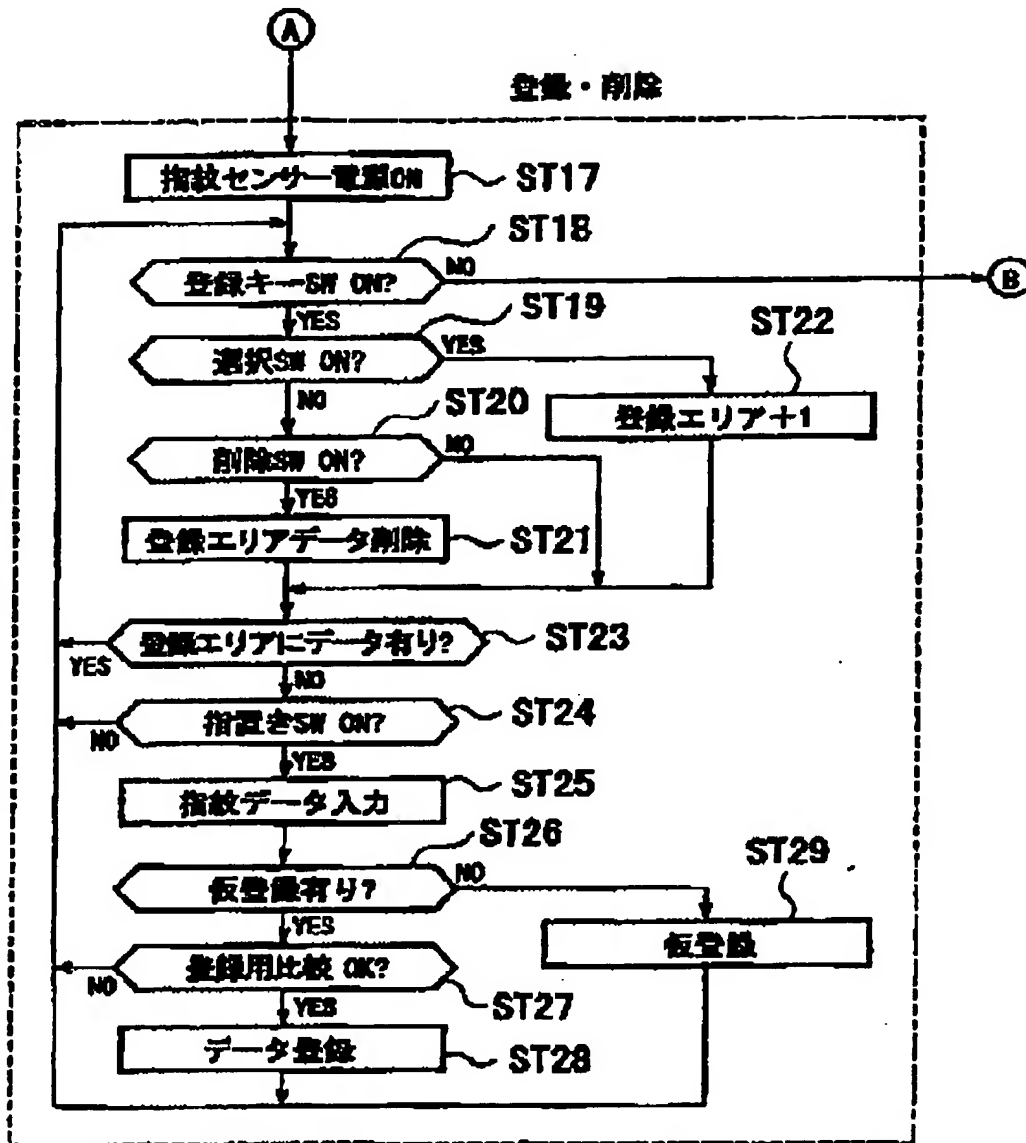 A
登録・削除
指紋センサー電源ON
ST17
ST18
登録キーSW ON?
NO
B
YES
ST19
選択SW ON?
YES
ST22
NO
ST20
登録エリア+1
削除SW ON?
NO
YES
登録エリアデータ削除
ST21
登録エリアにデータ有り?
ST23
YES
NO
指置きSW ON?
ST24
NO
YES
ST25
指紋データ入力
ST26
仮登録有り?
NO
ST29
YES
仮登録
登録用比較 OK?
NO
ST27
YES
データ登録
ST28